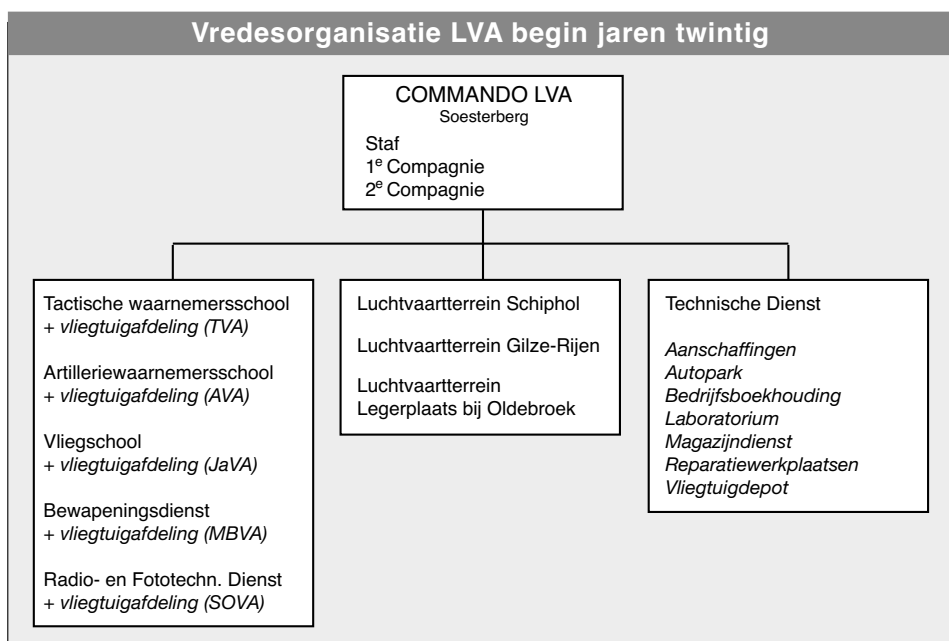 Vredesorganisatie LVA begin jaren twintig
COMMANDO LVA
Soesterberg
Staf
1e Compagnie
2e Compagnie
Tactische waarnemersschool
+ vliegtuigafdeling (TVA)
Artilleriewaarnemersschool
+ vliegtuigafdeling (AVA)
Vliegschool
+ vliegtuigafdeling (JaVA)
Bewapeningsdienst
+ vliegtuigafdeling (MBVA)
Radio- en Fototechn. Dienst
+ vliegtuigafdeling (SOVA)
Luchtvaartterrein Schiphol
Luchtvaartterrein Gilze-Rijen
Luchtvaartterrein
Legerplaats bij Oldebroek
Technische Dienst
Aanschaffingen
Autopark
Bedrijfsboekhouding
Laboratorium
Magazijndienst
Reparatiewerkplaatsen
Vliegtuigdepot